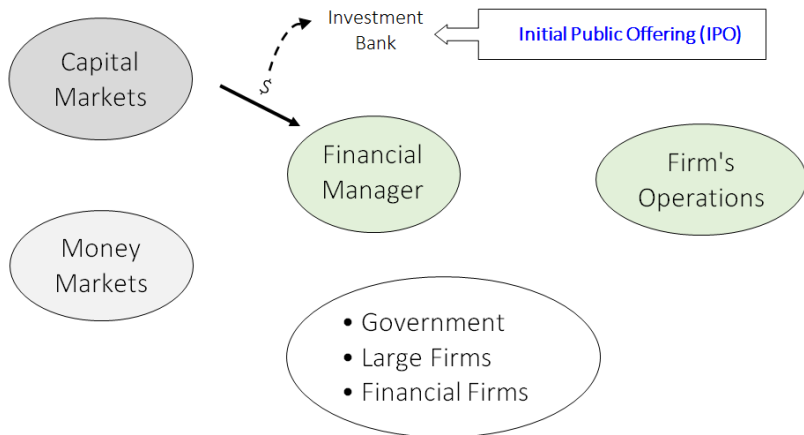 Investment
Bank
Initial Public Offering (IPO)
Capital
Markets
$
Financial
Manager
Firm's
Operations
Money
Markets
• Government
• Large Firms
• Financial Firms